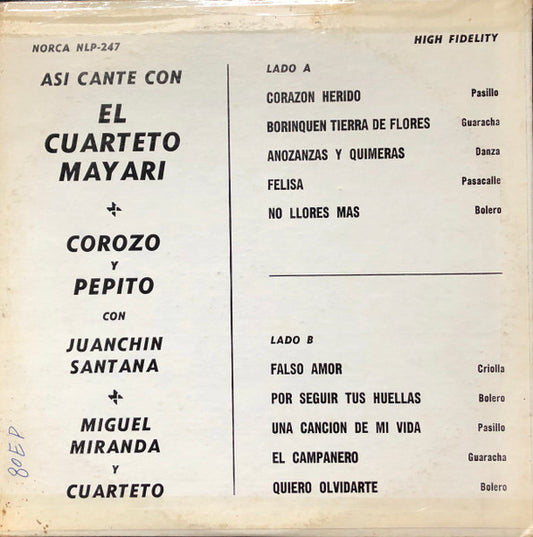 NORCA NLP-247
HIGH FIDELITY
ASI CANTE CON
EL
CUARTETO
MAYARI
COROZO
Y
PEPITO
CON
JUANCHIN
SANTANA
MIGUEL
MIRANDA
Y
CUARTETO
80EP
LADO A
CORAZON HERIDO Pasillo
BORINQUEN TIERRA DE FLORES Guaracha
ANOZANZAS Y QUIMERAS Danza
FELISA Pasacalle
NO LLORES MAS Bolero
LADO B
FALSO AMOR Criolla
POR SEGUIR TUS HUELLAS Bolero
UNA CANCION DE MI VIDA Pasillo
EL CAMPANERO Guaracha
QUIERO OLVIDARTE Bolero